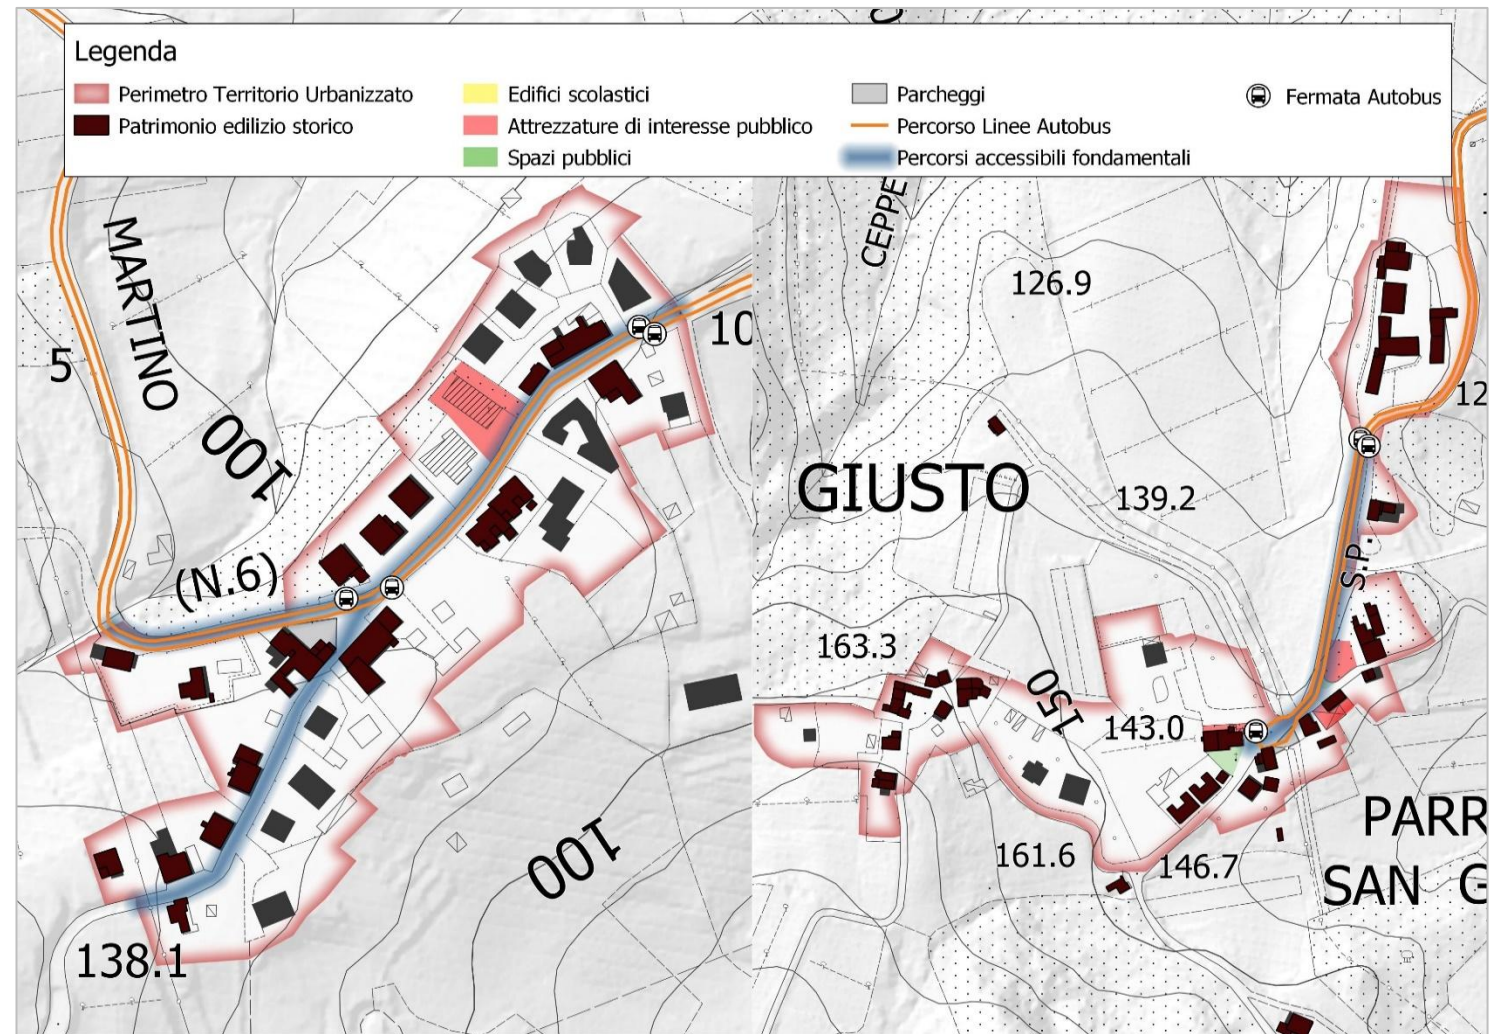 Legenda
Perimetro Territorio Urbanizzato
Patrimonio edilizio storico
Edifici scolastici
Attrezzature di interesse pubblico
Spazi pubblici
Parcheggi
Percorso Linee Autobus
Percorsi accessibili fondamentali
Fermata Autobus
MARTINO
5
100
(N.6)
10
100
138.1
CEPPE
126.9
GIUSTO
139.2
12
S.P.
163.3
150
143.0
161.6
146.7
PARR
SAN G